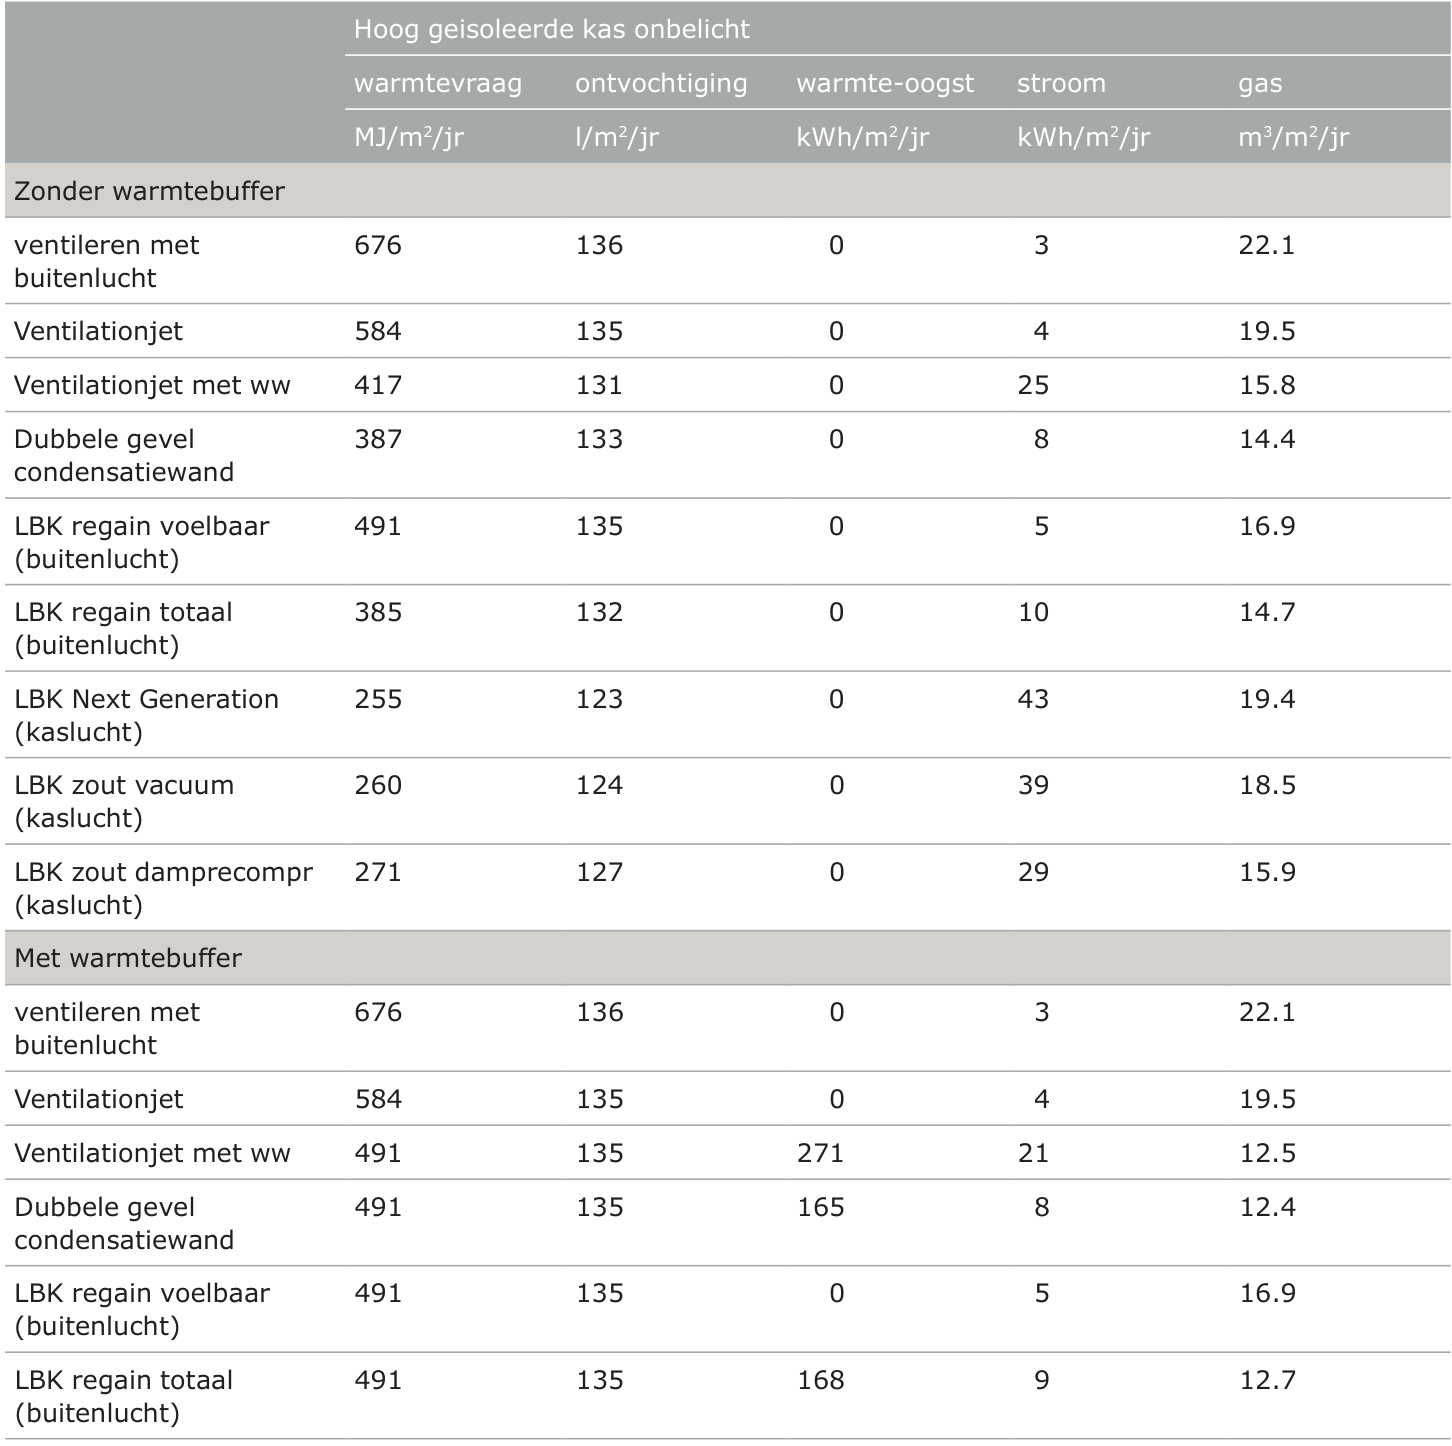 Hoog geisoleerde kas onbelicht
warmtevraag ontvochtiging warmte-oogst stroom gas
MJ/m²/jr l/m²/jr kWh/m²/jr kWh/m²/jr m³/m²/jr
Zonder warmtebuffer
ventileren met 676 136 0 3 22.1
buitenlucht
Ventilationjet 584 135 0 4 19.5
Ventilationjet met ww 417 131 0 25 15.8
Dubbele gevel 387 133 0 8 14.4
condensatiewand
LBK regain voelbaar 491 135 0 5 16.9
(buitenlucht)
LBK regain totaal 385 132 0 10 14.7
(buitenlucht)
LBK Next Generation 255 123 0 43 19.4
(kaslucht)
LBK zout vacuum 260 124 0 39 18.5
(kaslucht)
LBK zout damprecompr 271 127 0 29 15.9
(kaslucht)
Met warmtebuffer
ventileren met 676 136 0 3 22.1
buitenlucht
Ventilationjet 584 135 0 4 19.5
Ventilationjet met ww 491 135 271 21 12.5
Dubbele gevel 491 135 165 8 12.4
condensatiewand
LBK regain voelbaar 491 135 0 5 16.9
(buitenlucht)
LBK regain totaal 491 135 168 9 12.7
(buitenlucht)